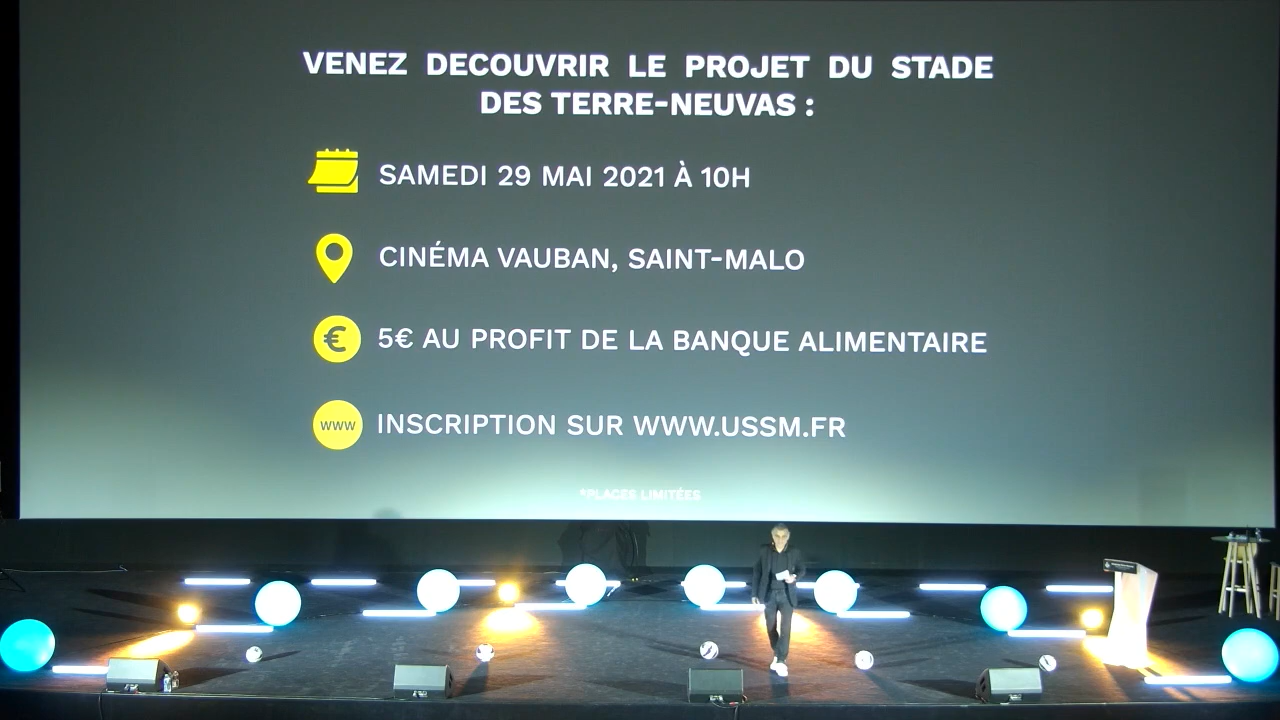 VENEZ DECOUVRIR LE PROJET DU STADE
DES TERRE-NEUVAS :
SAMEDI 29 MAI 2021 À 10H
CINÉMA VAUBAN, SAINT-MALO
5€ AU PROFIT DE LA BANQUE ALIMENTAIRE
WWW INSCRIPTION SUR WWW.USSM.FR
*PLACES LIMITÉES